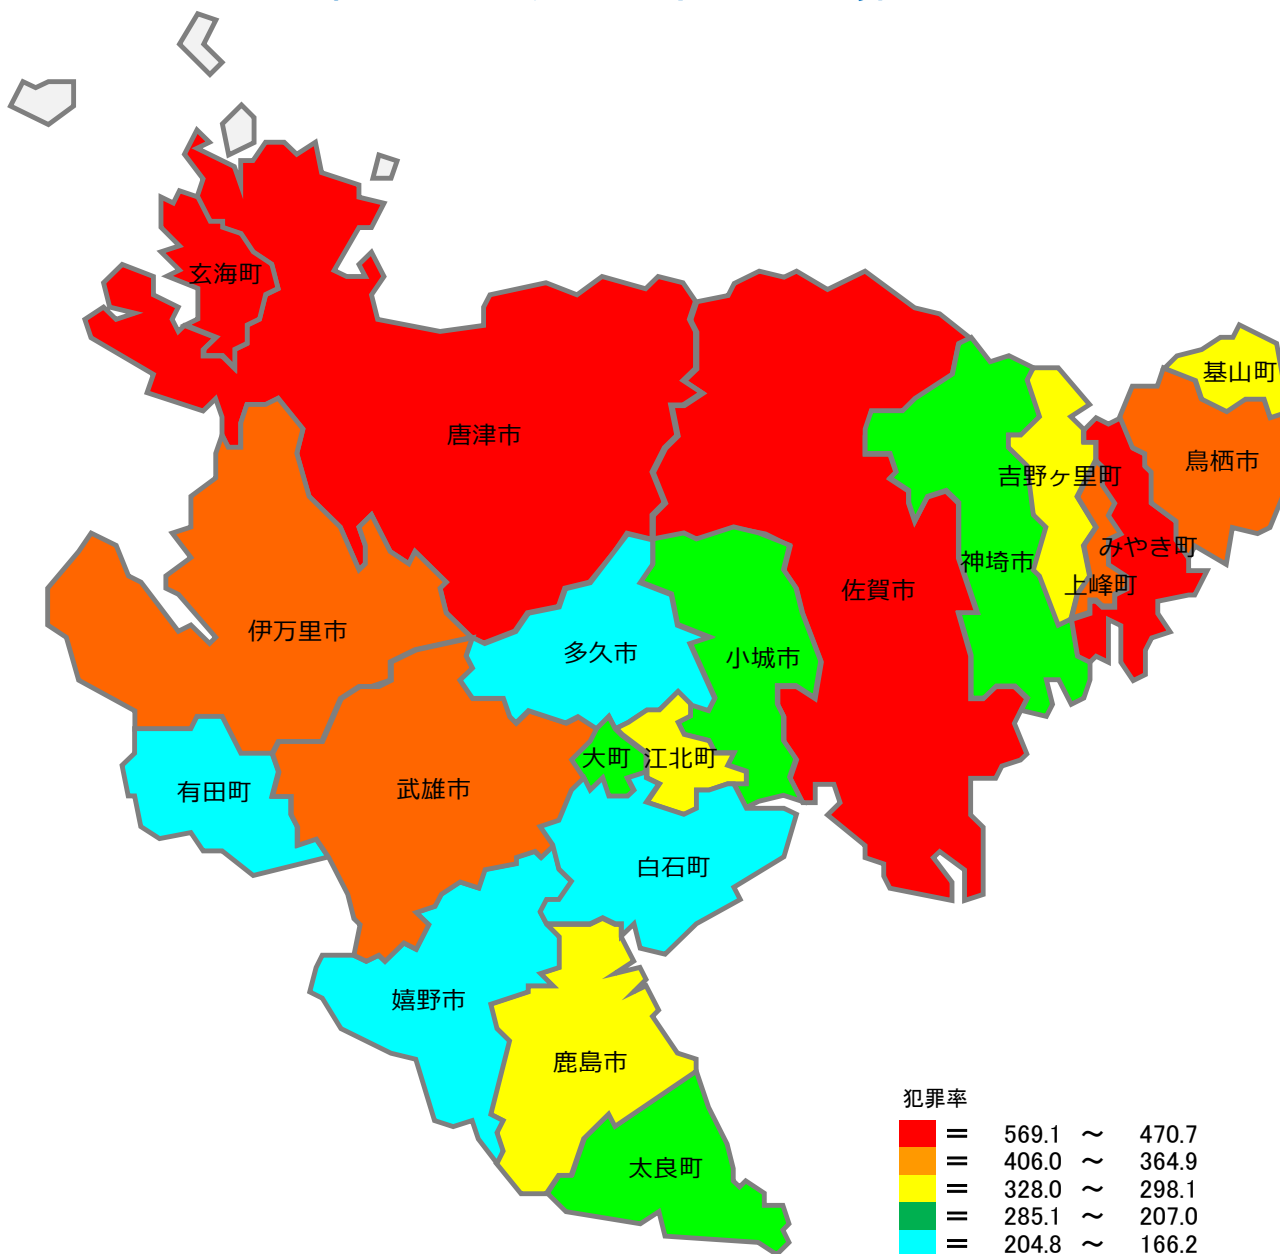 玄海町
基山町
唐津市
鳥栖市
吉野ヶ里町
みやき町
神埼市
上峰町
佐賀市
伊万里市
多久市
小城市
大町
江北町
有田町
武雄市
白石町
嬉野市
鹿島市
太良町
犯罪率
＝ 569.1 ～ 470.7
＝ 406.0 ～ 364.9
＝ 328.0 ～ 298.1
＝ 285.1 ～ 207.0
＝ 204.8 ～ 166.2